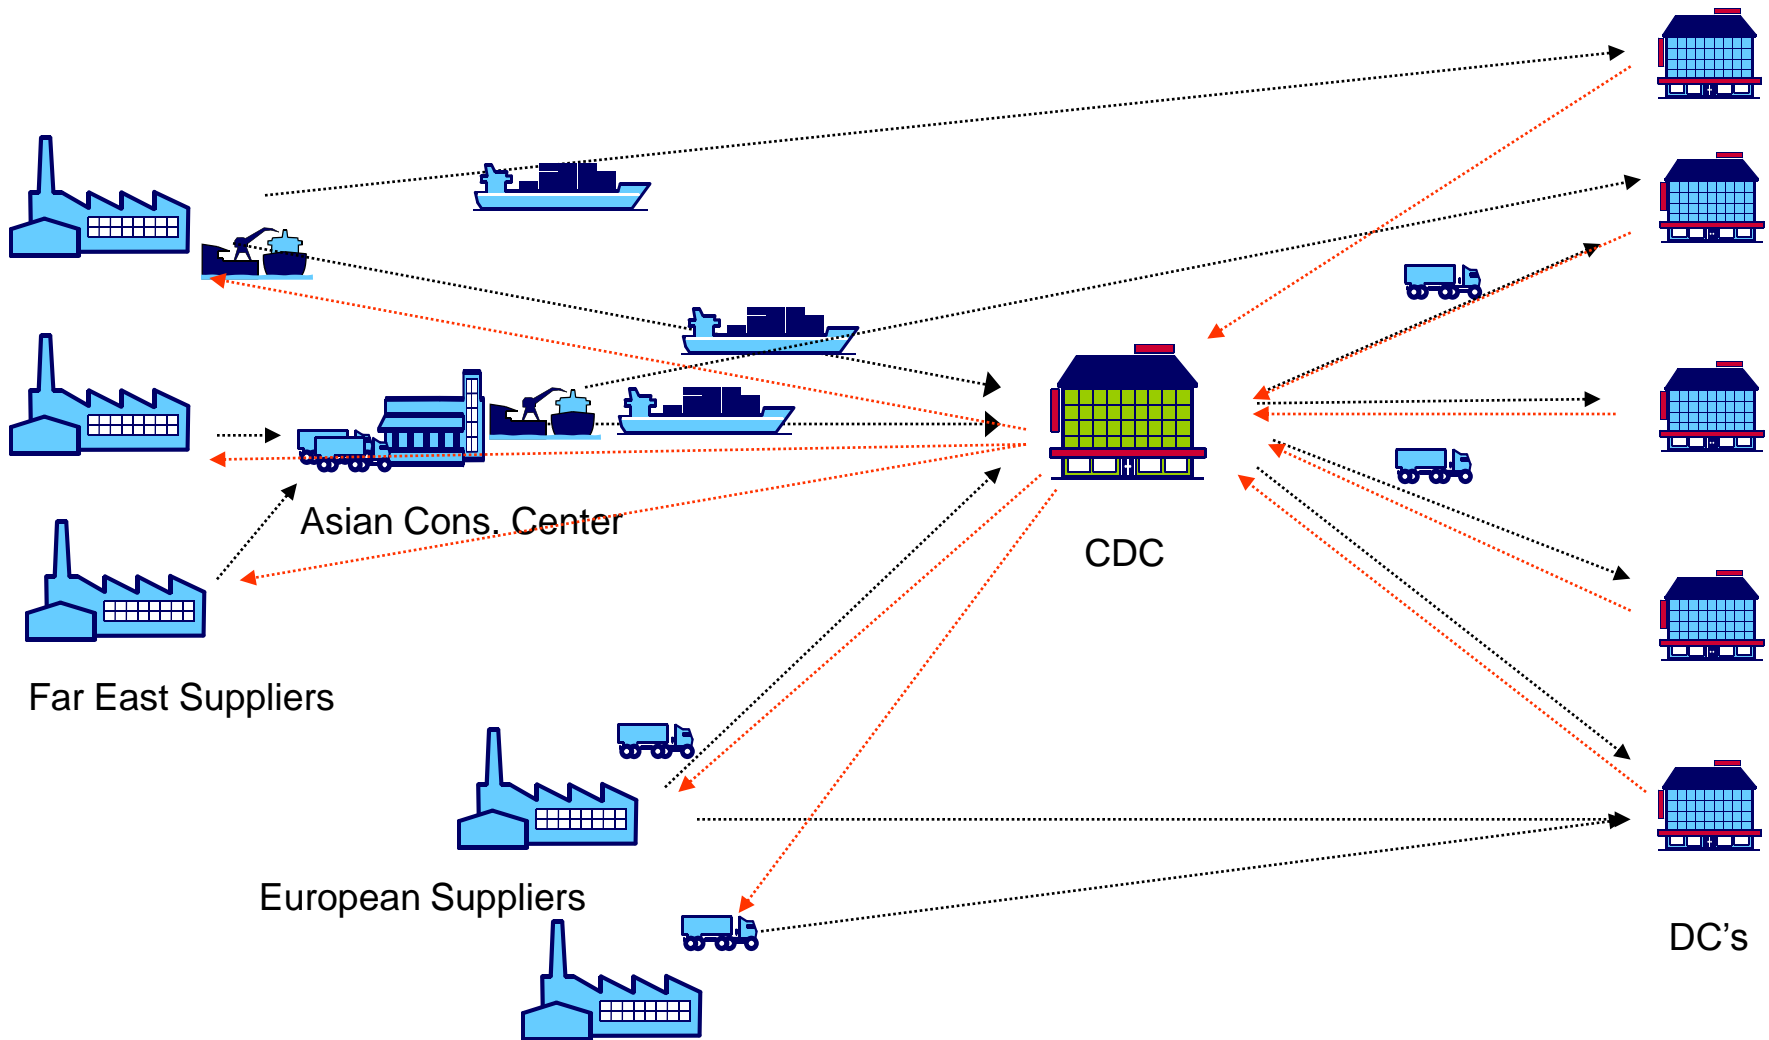 Asian Cons. Center
CDC
Far East Suppliers
European Suppliers
DC’s